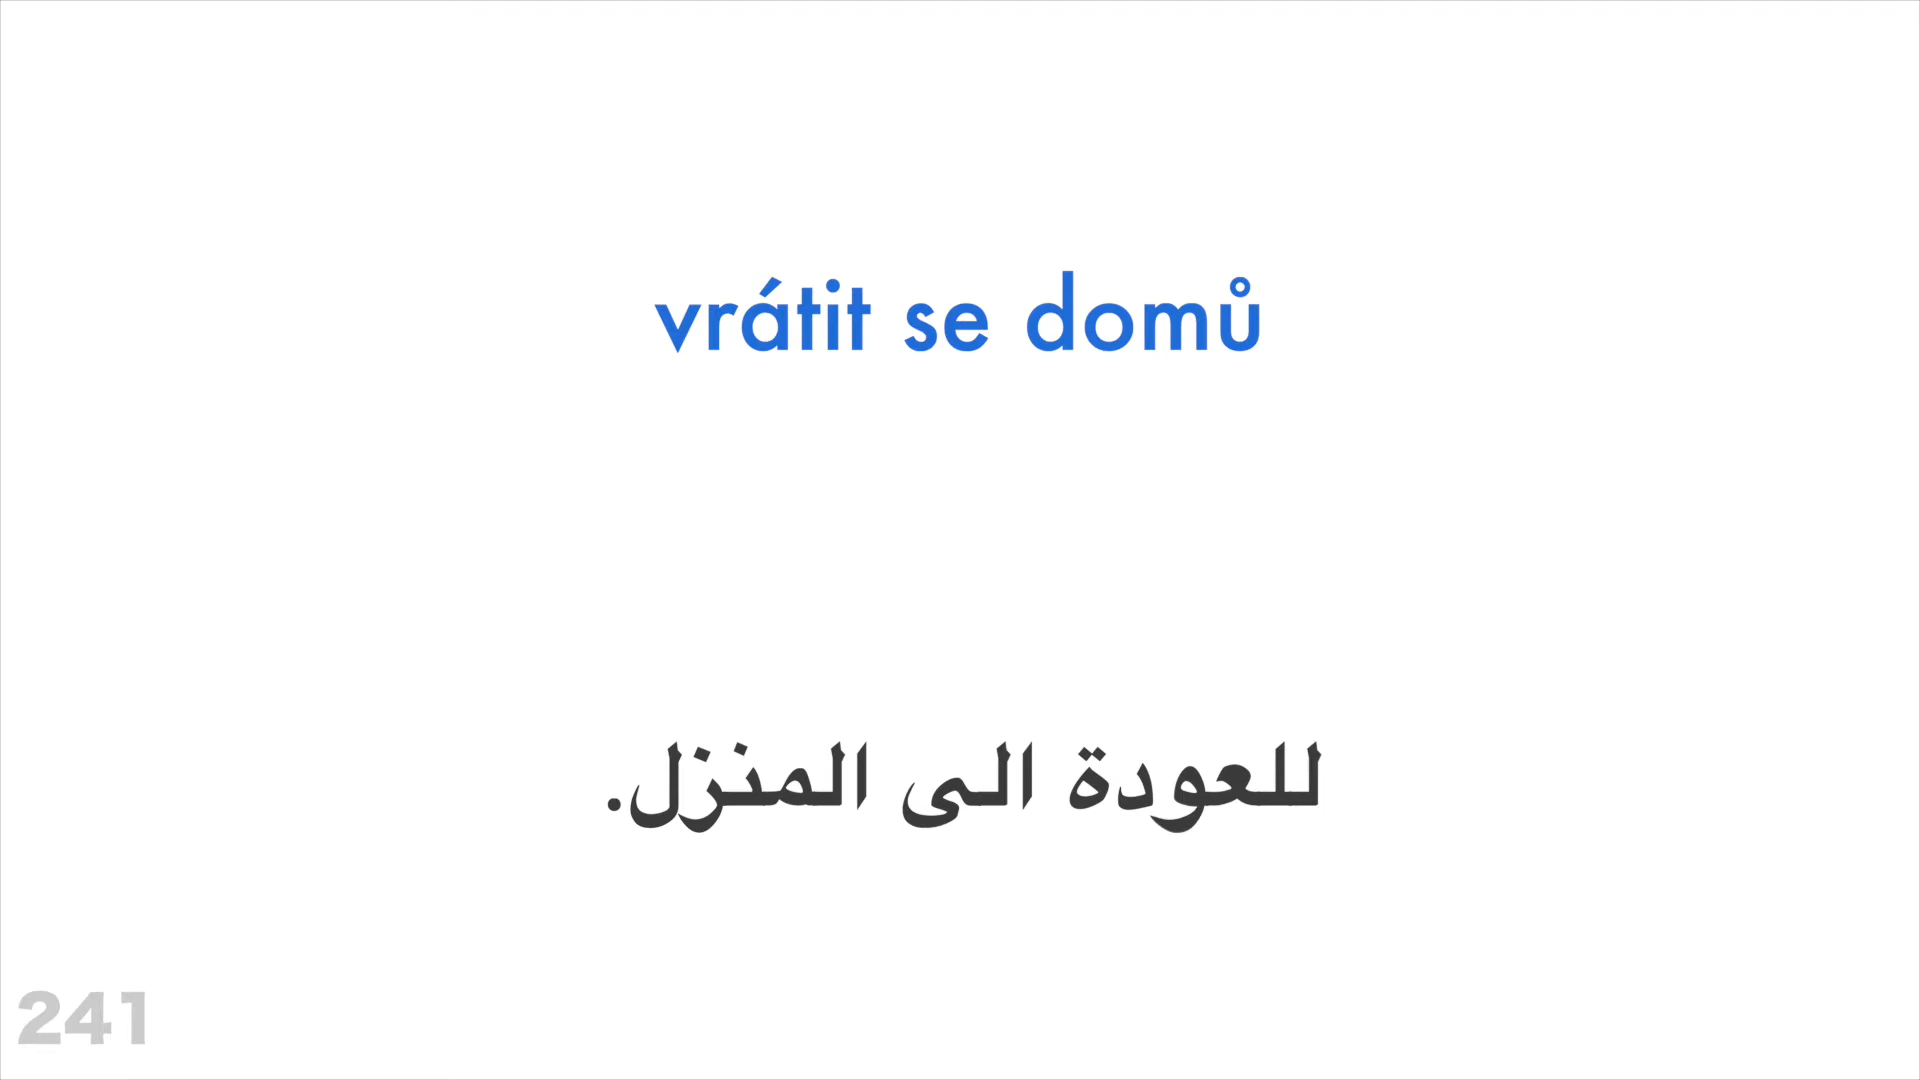 vrátit se domů
للعودة الى المنزل.
241